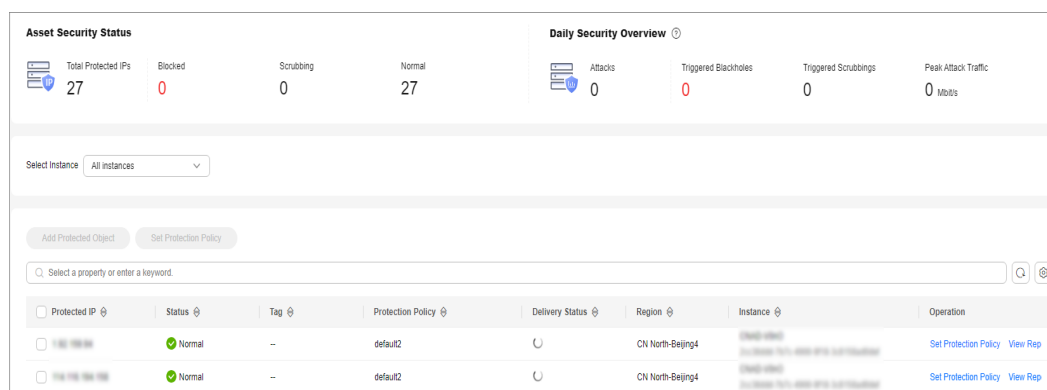 Asset Security Status
Daily Security Overview
Total Protected IPs Blocked Scrubbing Normal
27 0 0 27
Attacks Triggered Blackholes Triggered Scrubbings Peak Attack Traffic
0 0 0 0 Mbit/s
Select Instance All instances
Add Protected Object Set Protection Policy
Select a property or enter a keyword.
Protected IP Status Tag Protection Policy Delivery Status Region Instance Operation
Normal -- default2 CN North-Beijing4 Set Protection Policy View Rep
Normal -- default2 CN North-Beijing4 Set Protection Policy View Rep